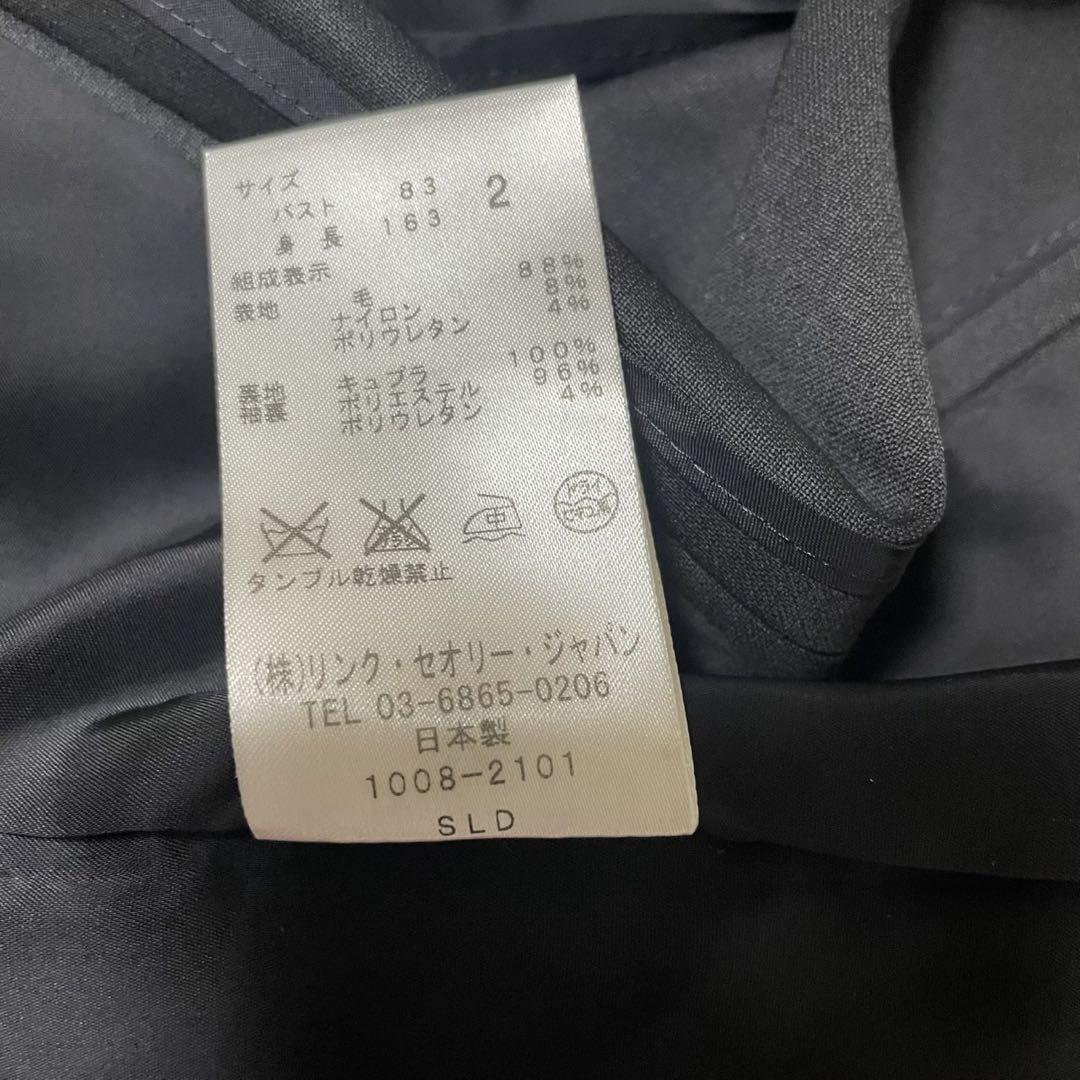 サイズ 2
バスト 83
身長 163
組成表示
表地 毛 88%
ナイロン 8%
ポリウレタン 4%
裏地 キュプラ 100%
袖裏 ポリエステル 96%
ポリウレタン 4%
中
ドライ
タンブル乾燥禁止
(株)リンク・セオリー・ジャパン
TEL 03-6865-0206
日本製
1008-2101
SLD